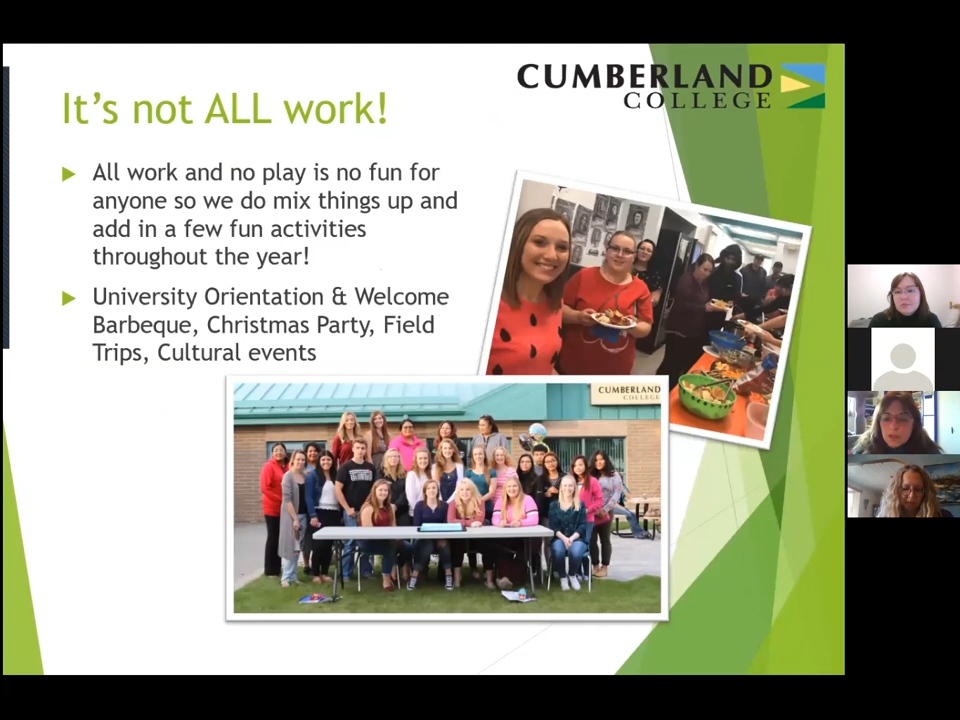 It's not ALL work!
CUMBERLAND
COLLEGE
All work and no play is no fun for
anyone so we do mix things up and
add in a few fun activities
throughout the year!
University Orientation & Welcome
Barbeque, Christmas Party, Field
Trips, Cultural events
CUMBERLAND
COLLEGE